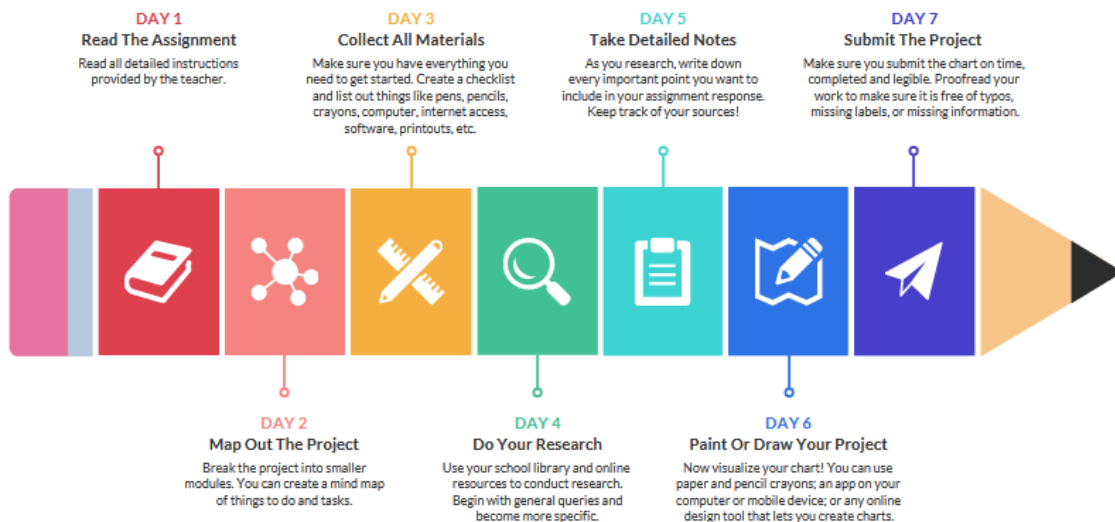 DAY 1
Read The Assignment
Read all detailed instructions
provided by the teacher.
DAY 3
Collect All Materials
Make sure you have everything you
need to get started. Create a checklist
and list out things like pens, pencils,
crayons, computer, internet access,
software, printouts, etc.
DAY 5
Take Detailed Notes
As you research, write down
every important point you want to
include in your assignment response.
Keep track of your sources!
DAY 7
Submit The Project
Make sure you submit the chart on time,
completed and legible. Proofread your
work to make sure it is free of typos,
missing labels, or missing information.
DAY 2
Map Out The Project
Break the project into smaller
modules. You can create a mind map
of things to do and tasks.
DAY 4
Do Your Research
Use your school library and online
resources to conduct research.
Begin with general queries and
become more specific.
DAY 6
Paint Or Draw Your Project
Now visualize your chart! You can use
paper and pencil crayons; an app on your
computer or mobile device; or any online
design tool that lets you create charts.